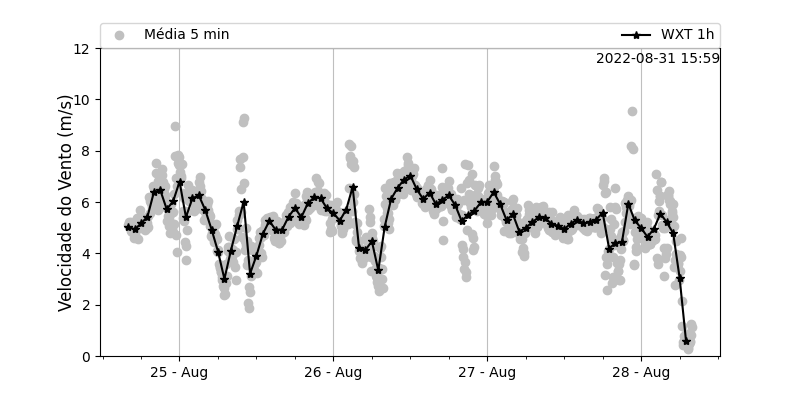 Média 5 min
WXT 1h
2022-08-31 15:59
Velocidade do Vento (m/s)
12
10
8
6
4
2
0
25 - Aug
26 - Aug
27 - Aug
28 - Aug